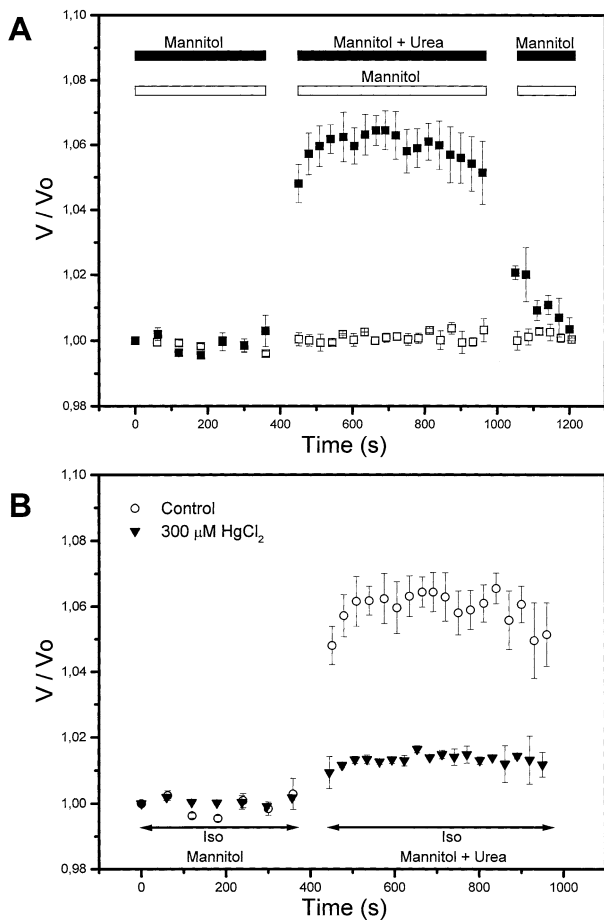 A
1,10
1,08
1,06
1,04
1,02
1,00
0,98
V / Vo
Mannitol
Mannitol + Urea
Mannitol
Mannitol
0
200
400
600
800
1000
1200
Time (s)
B
1,10
1,08
1,06
1,04
1,02
1,00
0,98
V / Vo
Control
300 μM HgCl₂
Iso
Iso
Mannitol
Mannitol + Urea
0
200
400
600
800
1000
Time (s)